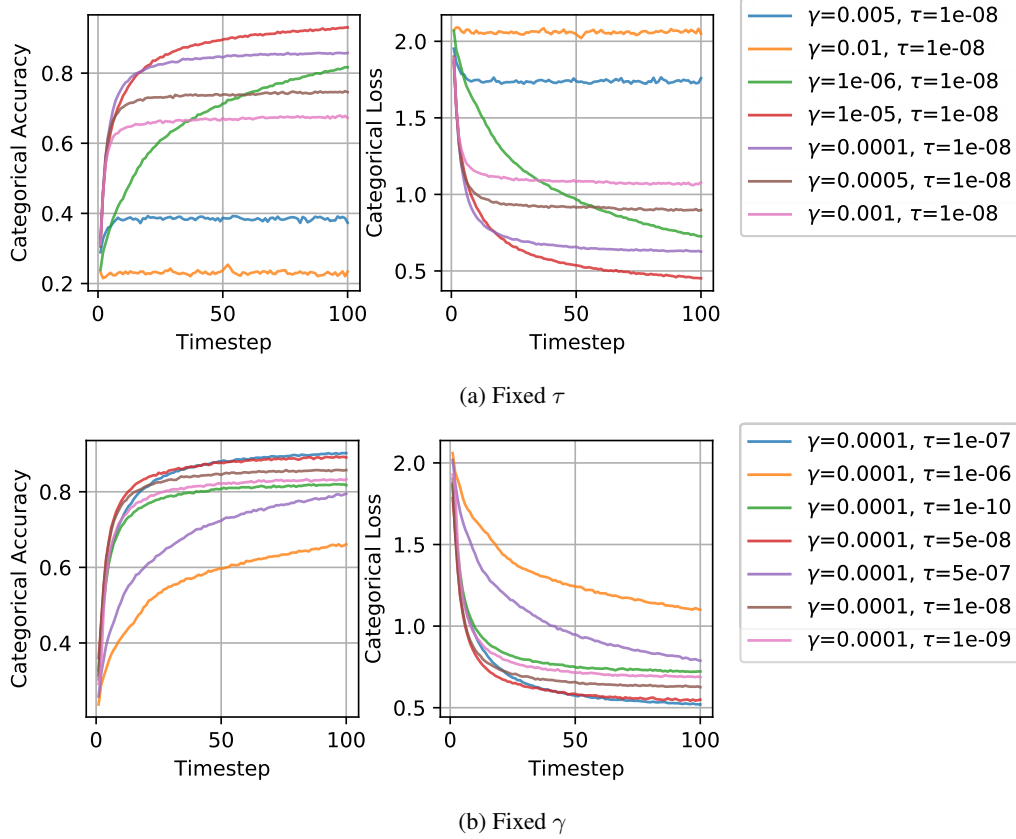 Categorical Accuracy
0.8
0.6
0.4
0.2
0
50
100
Timestep
Categorical Loss
2.0
1.5
1.0
0.5
0
50
100
Timestep
γ=0.005, τ=1e-08
γ=0.01, τ=1e-08
γ=1e-06, τ=1e-08
γ=1e-05, τ=1e-08
γ=0.0001, τ=1e-08
γ=0.0005, τ=1e-08
γ=0.001, τ=1e-08
(a) Fixed τ
Categorical Accuracy
0.8
0.6
0.4
0
50
100
Timestep
Categorical Loss
2.0
1.5
1.0
0.5
0
50
100
Timestep
γ=0.0001, τ=1e-07
γ=0.0001, τ=1e-06
γ=0.0001, τ=1e-10
γ=0.0001, τ=5e-08
γ=0.0001, τ=5e-07
γ=0.0001, τ=1e-08
γ=0.0001, τ=1e-09
(b) Fixed γ